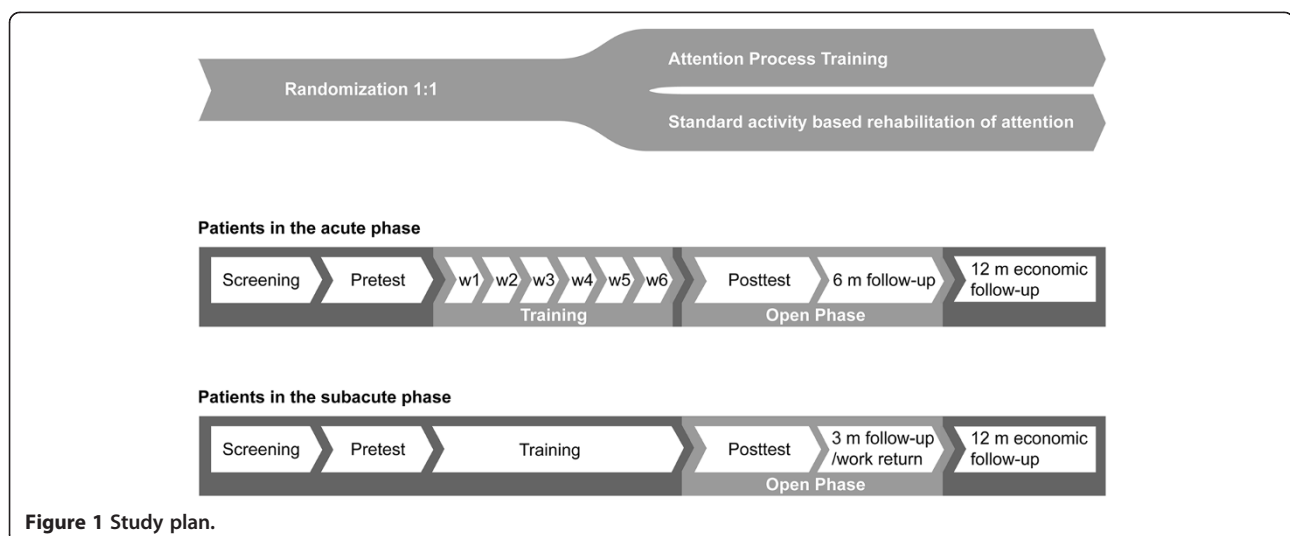 Attention Process Training
Randomization 1:1
Standard activity based rehabilitation of attention
Patients in the acute phase
Screening
Pretest
w1
w2
w3
w4
w5
w6
Training
Posttest
6 m follow-up
Open Phase
12 m economic
follow-up
Patients in the subacute phase
Screening
Pretest
Training
Posttest
3 m follow-up
/work return
Open Phase
12 m economic
follow-up
Figure 1 Study plan.